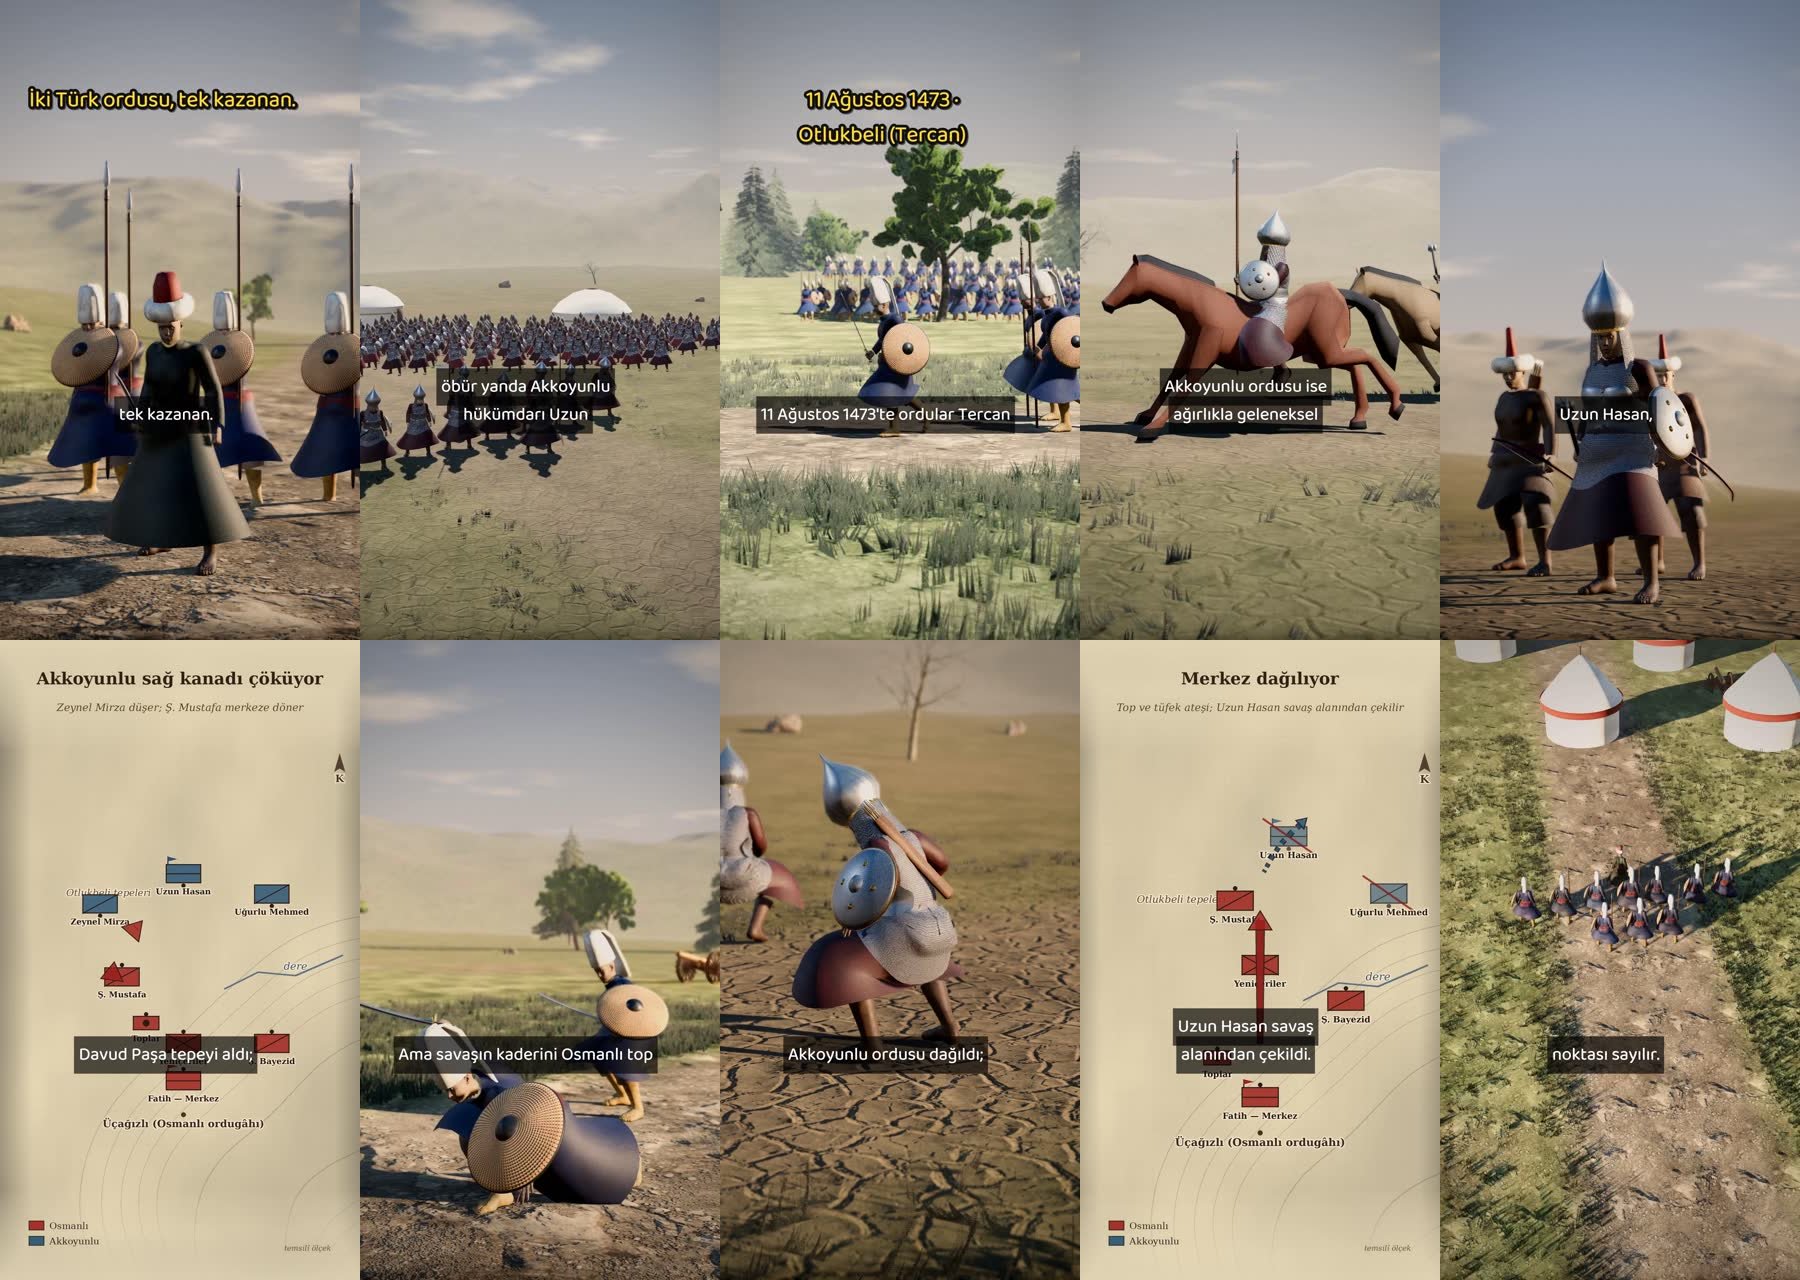 İki Türk ordusu, tek kazanan.
tek kazanan.
öbür yanda Akkoyunlu
hükümdarı Uzun
11 Ağustos 1473 •
Otlukbeli (Tercan)
11 Ağustos 1473'te ordular Tercan
Akkoyunlu ordusu ise
ağırlıkla geleneksel
Uzun Hasan,
Akkoyunlu sağ kanadı çöküyor
Zeynel Mirza düşer; Ş. Mustafa merkeze döner
K
Otlukbeli tepeleri
Uzun Hasan
Zeynel Mirza
Uğurlu Mehmed
dere
Ş. Mustafa
Toplar
Davud Paşa tepeyi aldı;
Bayezid
Fatih — Merkez
Üçağızlı (Osmanlı ordugâhı)
Osmanlı
Akkoyunlu
temsilî ölçek
Ama savaşın kaderini Osmanlı top
Akkoyunlu ordusu dağıldı;
Merkez dağılıyor
Top ve tüfek ateşi; Uzun Hasan savaş alanından çekilir
K
Uzun Hasan
Otlukbeli tepele
Uğurlu Mehmed
Ş. Mustaf
dere
Yeniçeriler
Ş. Bayezid
Uzun Hasan savaş
alanından çekildi.
Toplar
Fatih — Merkez
Üçağızlı (Osmanlı ordugâhı)
Osmanlı
Akkoyunlu
temsilî ölçek
noktası sayılır.